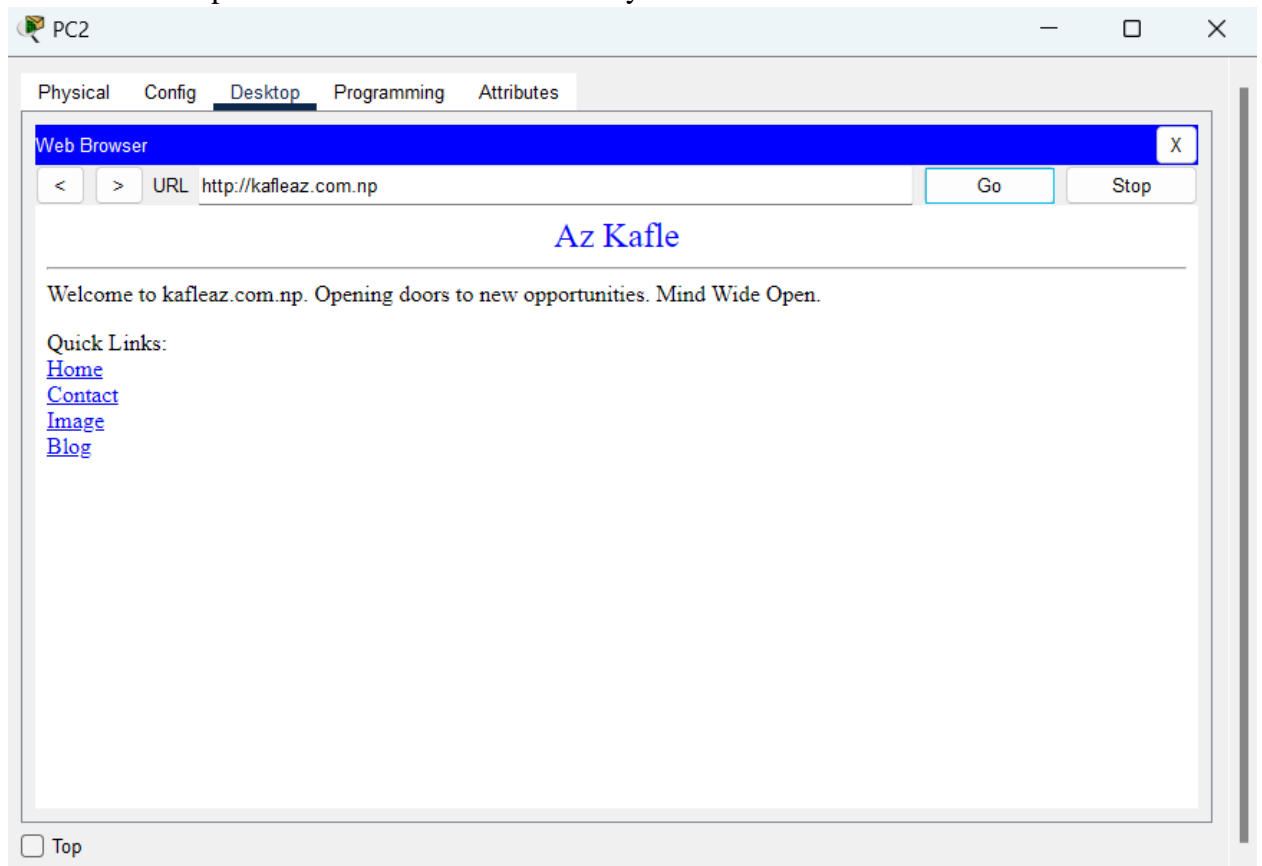 PC2
Physical Config Desktop Programming Attributes
Web Browser X
< > URL http://kafleaz.com.np Go Stop
Az Kafle
Welcome to kafleaz.com.np. Opening doors to new opportunities. Mind Wide Open.
Quick Links:
Home
Contact
Image
Blog
Top